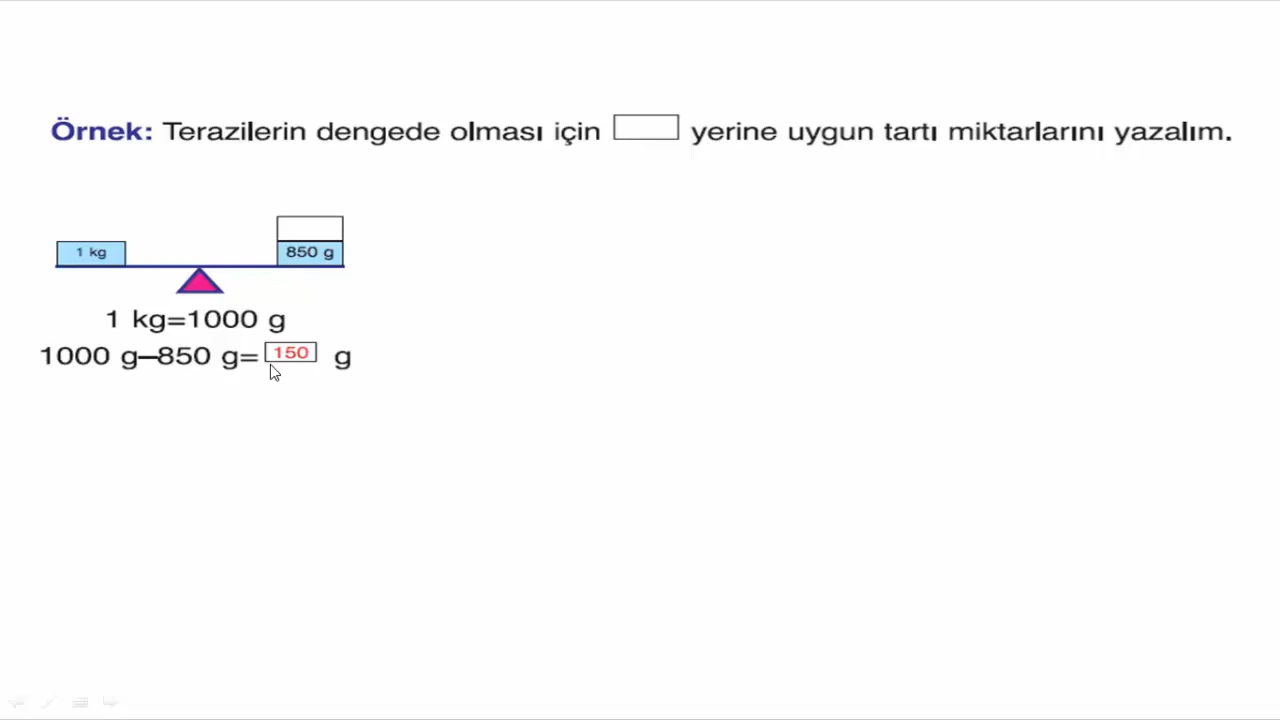 Örnek: Terazilerin dengede olması için yerine uygun tartı miktarlarını yazalım.
1 kg
850 g
1 kg=1000 g
1000 g–850 g= 150 g